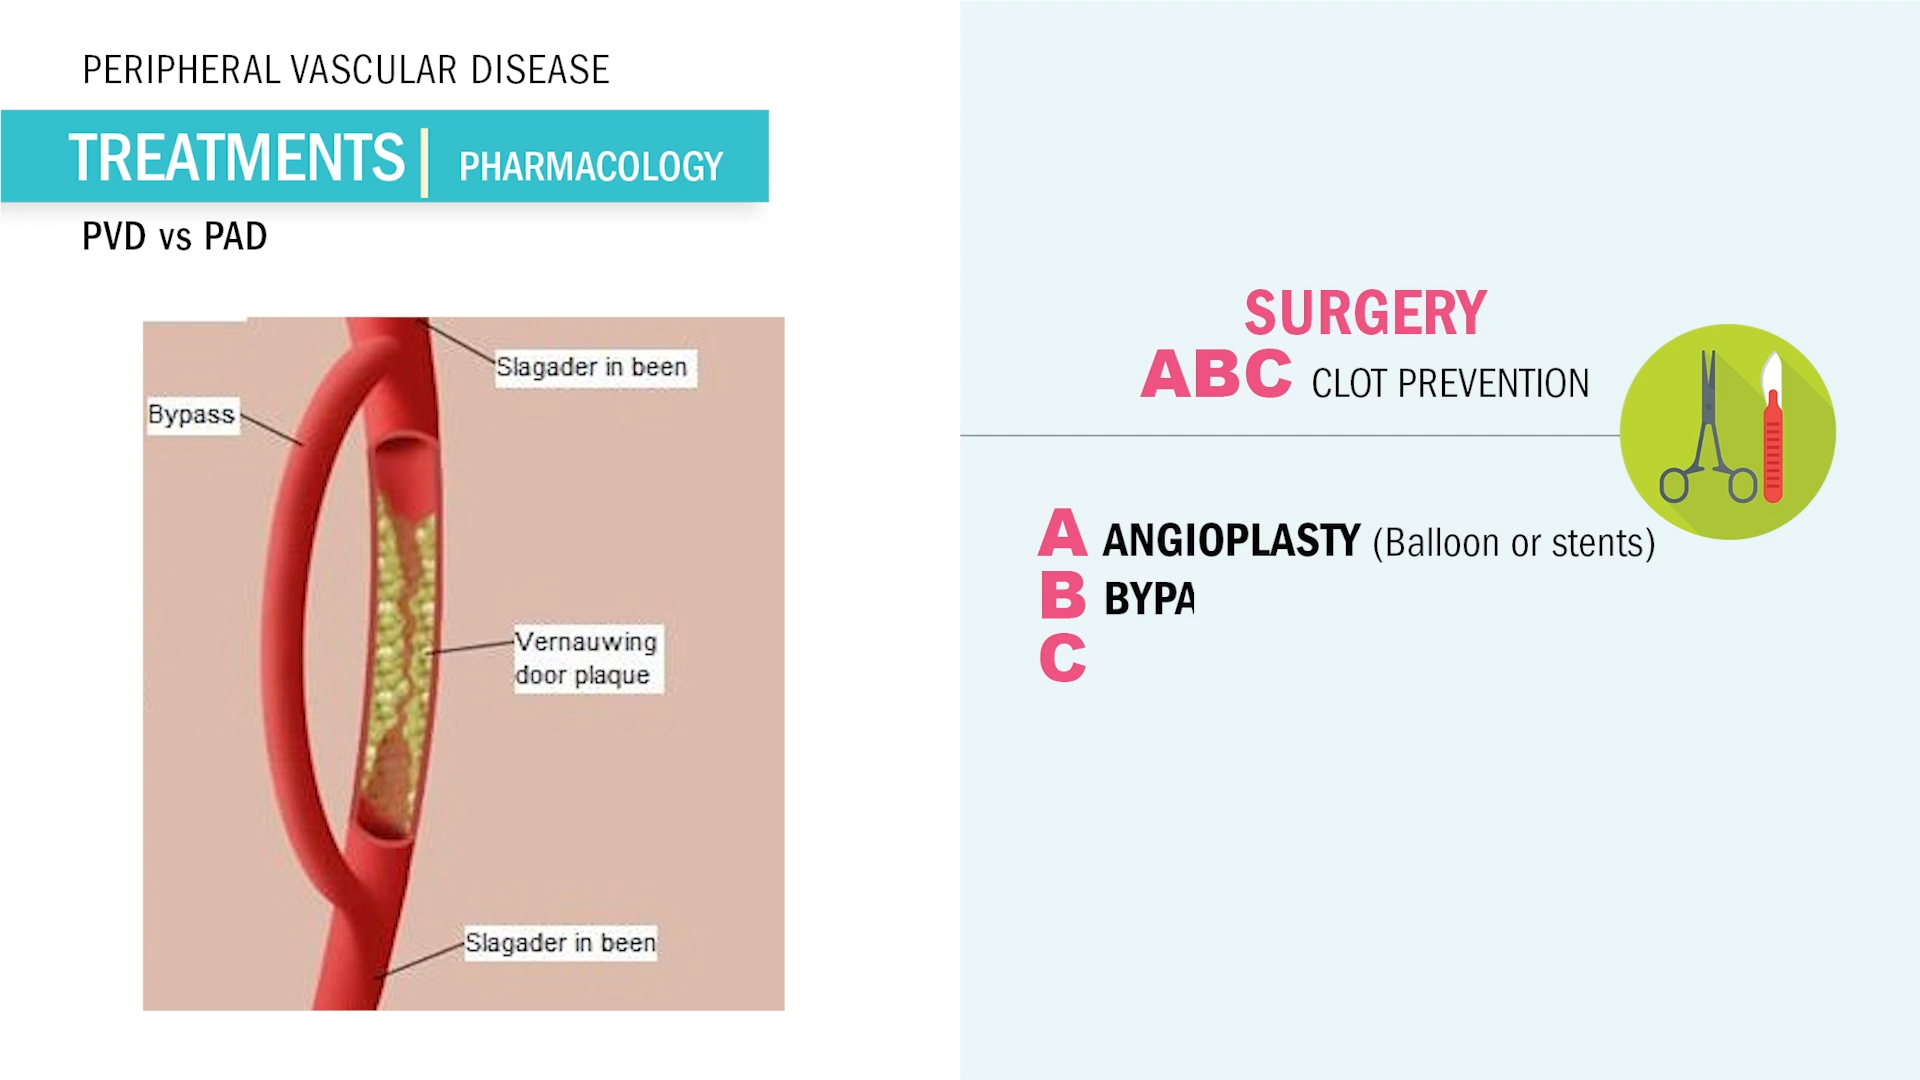 PERIPHERAL VASCULAR DISEASE
TREATMENTS | PHARMACOLOGY
PVD vs PAD
Slagader in been
Bypass
Vernauwing
door plaque
Slagader in been
SURGERY
ABC CLOT PREVENTION
A ANGIOPLASTY (Balloon or stents)
B BYPA
C